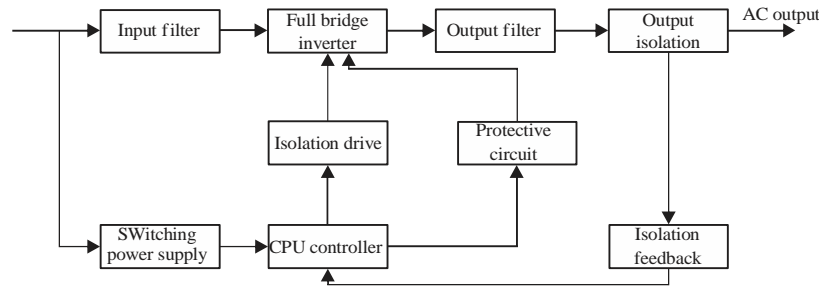 Input filter
Full bridge
inverter
Output filter
Output
isolation
AC output
Isolation drive
Protective
circuit
SWitching
power supply
CPU controller
Isolation
feedback